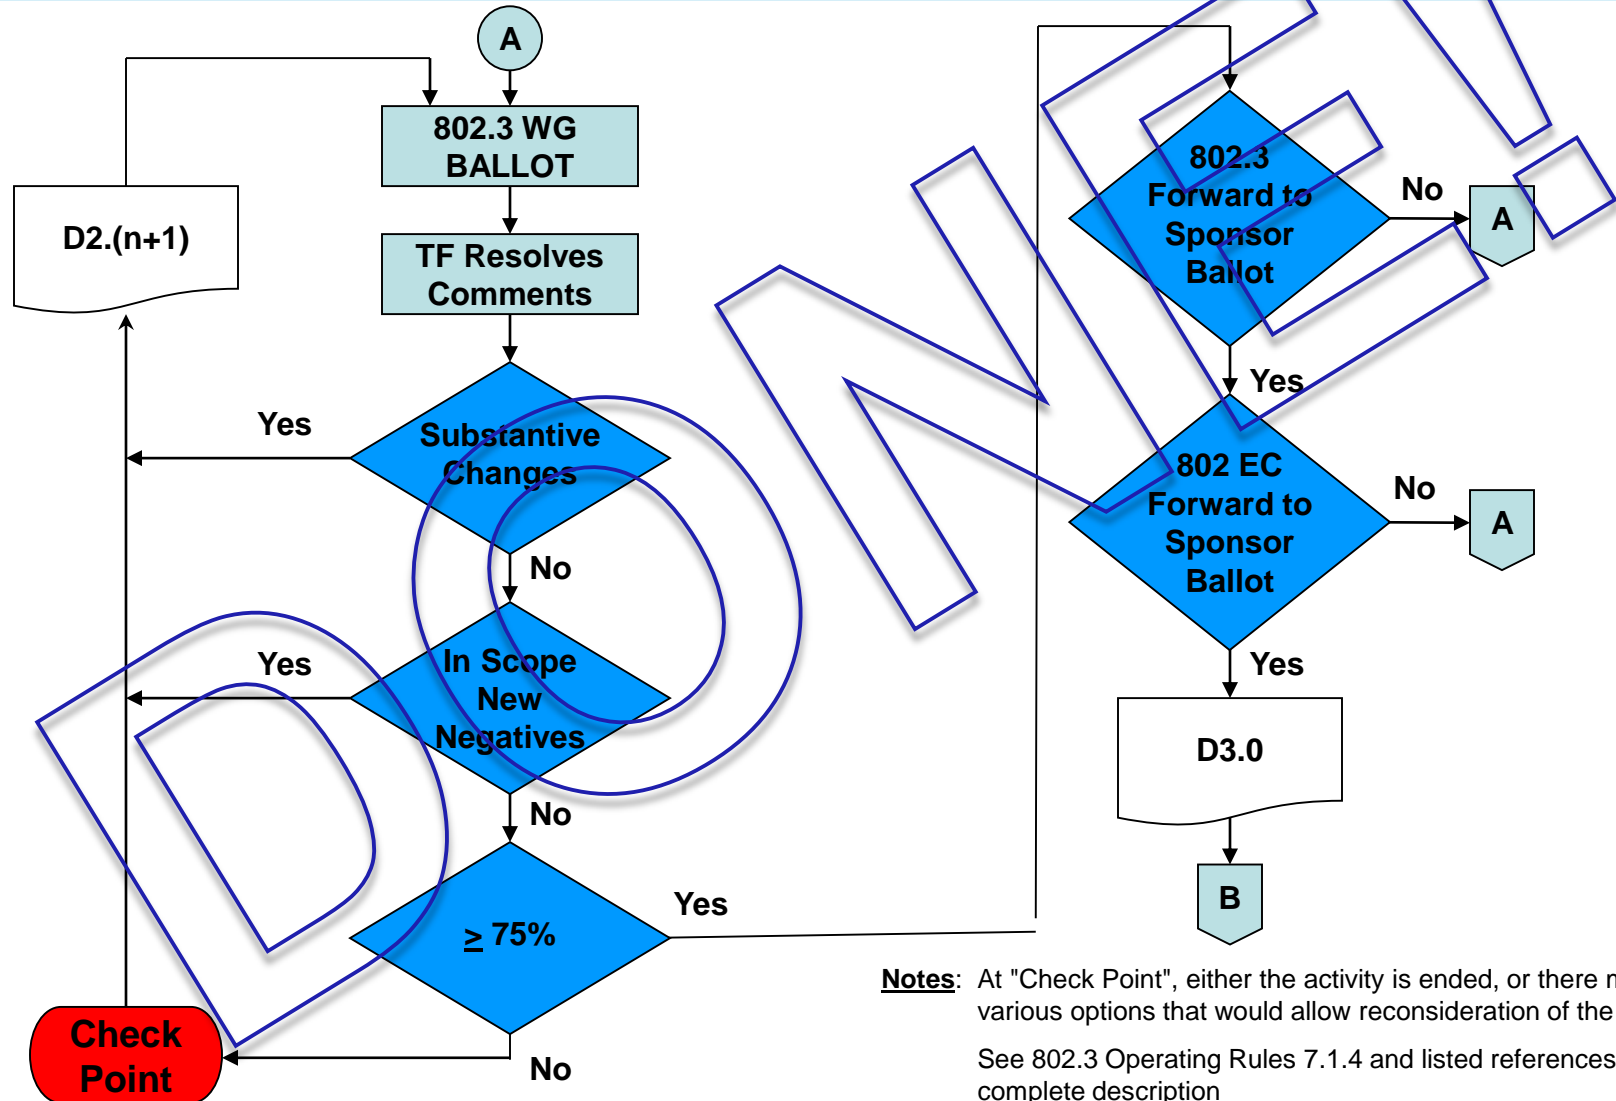 A
802.3 WG
BALLOT
D2.(n+1)
TF Resolves
Comments
Yes
Substantive
Changes
No
Yes
In Scope
New
Negatives
No
≥ 75%
Yes
No
Check
Point
802.3
Forward to
Sponsor
Ballot
No
A
Yes
802 EC
Forward to
Sponsor
Ballot
No
A
Yes
D3.0
B
Notes: At "Check Point", either the activity is ended, or there
various options that would allow reconsideration of the
See 802.3 Operating Rules 7.1.4 and listed references
complete description
DONE!